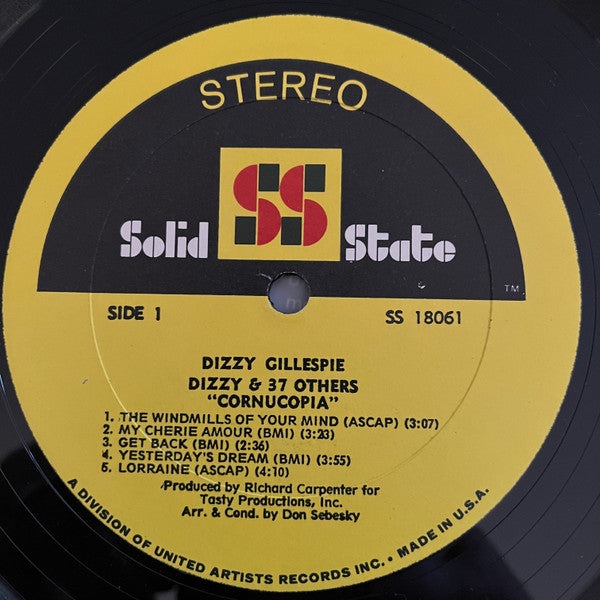 STEREO
Solid SS State
TM
SIDE 1 SS 18061
DIZZY GILLESPIE
DIZZY & 37 OTHERS
"CORNUCOPIA"
1. THE WINDMILLS OF YOUR MIND (ASCAP) (3:07)
2. MY CHERIE AMOUR (BMI) (3:23)
3. GET BACK (BMI) (2:36)
4. YESTERDAY'S DREAM (BMI) (3:55)
5. LORRAINE (ASCAP) (4:10)
Produced by Richard Carpenter for
Tasty Productions, Inc.
Arr. & Cond. by Don Sebesky
A DIVISION OF UNITED ARTISTS RECORDS INC. • MADE IN U.S.A.